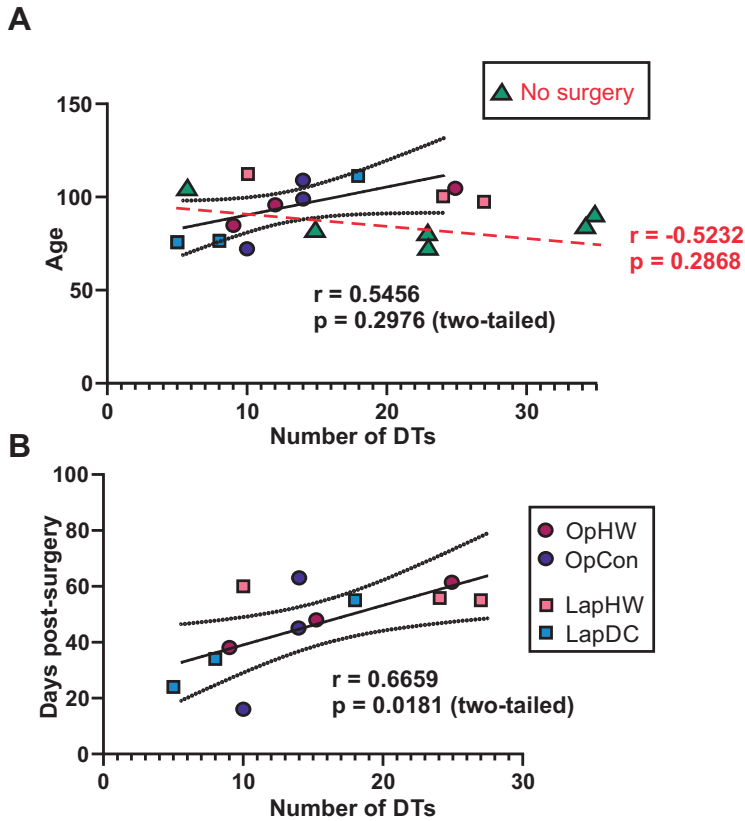 A
No surgery
150
100
50
0
Age
r = -0.5232
p = 0.2868
r = 0.5456
p = 0.2976 (two-tailed)
0 10 20 30
Number of DTs
B
100
80
60
40
20
0
Days post-surgery
OpHW
OpCon
LapHW
LapDC
r = 0.6659
p = 0.0181 (two-tailed)
0 10 20 30
Number of DTs